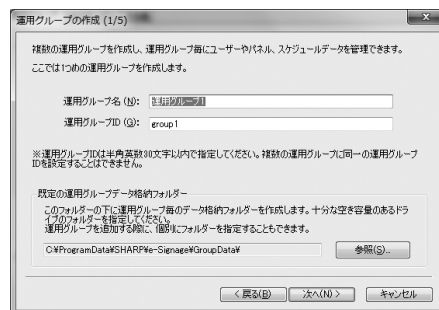 運用グループの作成 (1/5)
複数の運用グループを作成し、運用グループ毎にユーザーやパネル、スケジュールデータを管理できます。
ここでは1つめの運用グループを作成します。
運用グループ名 (N): 運用グループ1
運用グループID (G): group1
※運用グループIDは半角英数30文字以内で指定してください。複数の運用グループに同一の運用グループ
IDを設定することはできません。
既定の運用グループデータ格納フォルダー
このフォルダーの下に運用グループ毎のデータ格納フォルダーを作成します。十分な空き容量のあるドラ
イブのフォルダーを指定してください。
運用グループを追加する際に、個別にフォルダーを指定することもできます。
C:¥ProgramData¥SHARP¥e-Signage¥GroupData¥
参照(S)...
< 戻る(B)
次へ(N) >
キャンセル